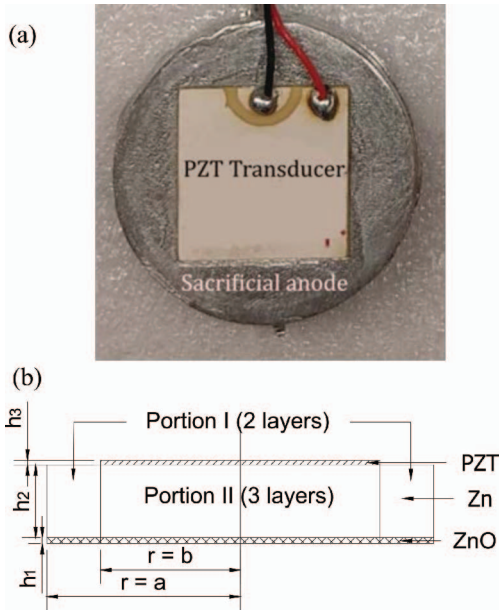 (a)
PZT Transducer
Sacrificial anode
(b)
h3
Portion I (2 layers)
PZT
h2
Portion II (3 layers)
Zn
ZnO
h1
r = b
r = a